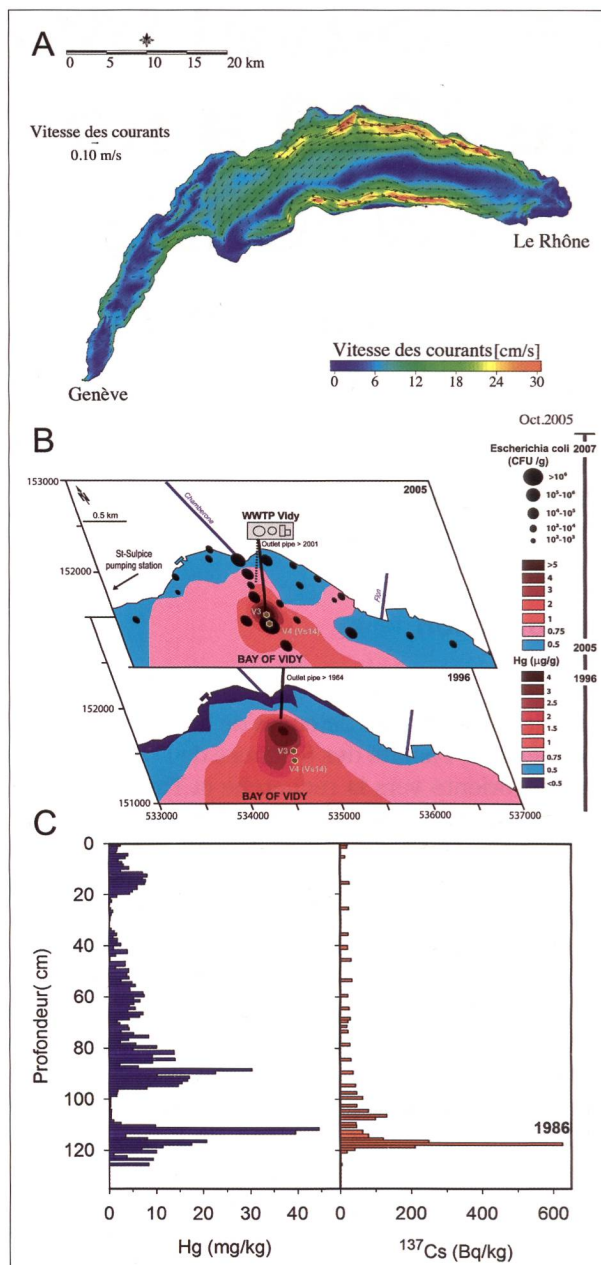 A
0 5 10 15 20 km
Vitesse des courants
0.10 m/s
Le Rhône
Genève
Vitesse des courants[cm/s]
0 6 12 18 24 30
Oct.2005
B
2007
Escherichia coli
(CFU /g)
>10⁶
10⁵-10⁶
10⁴-10⁵
10³-10⁴
10²-10³
153000
2005
0.5 km
Chamberone
WWTP Vidy
Outlet pipe > 2001
St-Sulpice
pumping station
152000
Flon
V3
V4 (Vs14)
BAY OF VIDY
1996
Outlet pipe > 1964
>5
4
3
2
1
0.75
0.5
2005
Hg (µg/g)
1996
4
3
2.5
2
1.5
1
0.75
0.5
<0.5
152000
V3
V4 (Vs14)
151000
BAY OF VIDY
533000 534000 535000 536000 537000
C
0
20
40
60
80
100
120
Profondeur( cm)
1986
0 10 20 30 40
0 200 400 600
Hg (mg/kg)
¹³⁷Cs (Bq/kg)